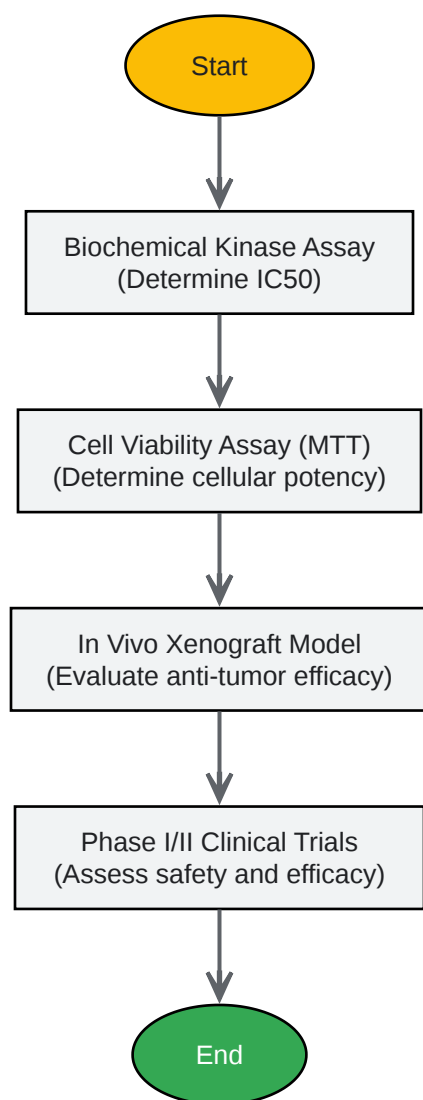 Start
Biochemical Kinase Assay
(Determine IC50)
Cell Viability Assay (MTT)
(Determine cellular potency)
In Vivo Xenograft Model
(Evaluate anti-tumor efficacy)
Phase I/II Clinical Trials
(Assess safety and efficacy)
End